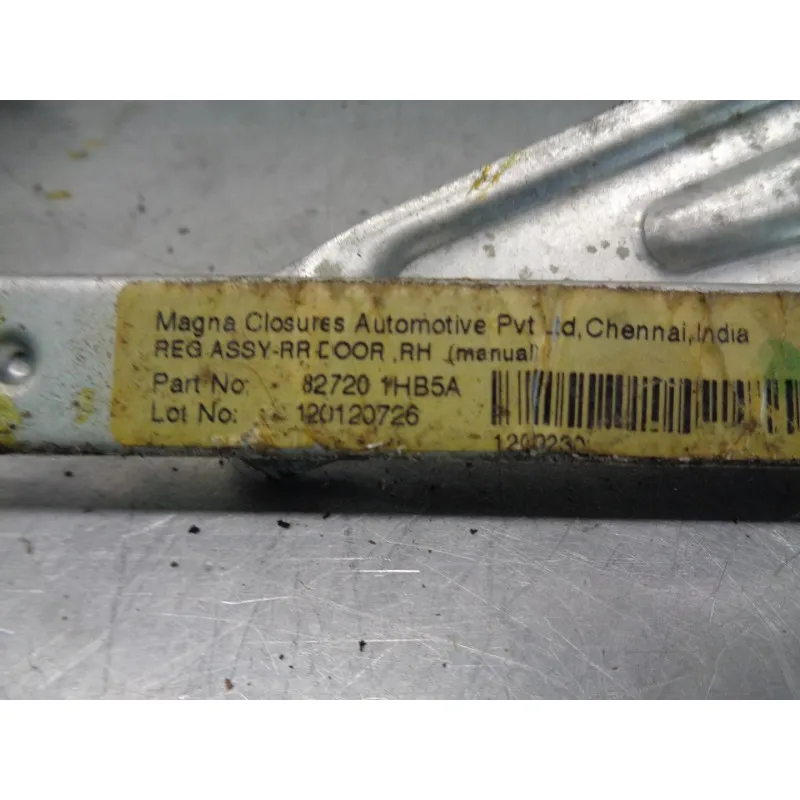 Magna Closures Automotive Pvt Ltd, Chennai, India
REG ASSY-RR DOOR ,RH (manual)
Part No: 82720 1HB5A
Lot No: 120120726
1200230